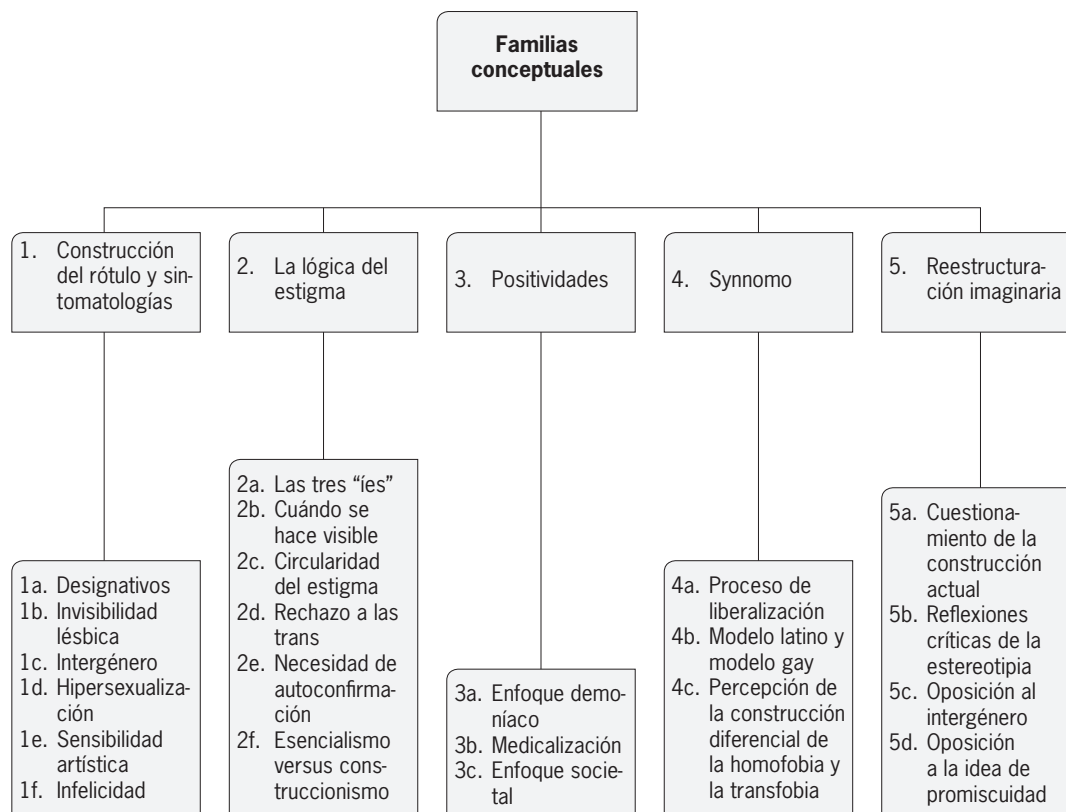 Familias
conceptuales
1. Construcción
del rótulo y sin-
tomatologías
2. La lógica del
estigma
3. Positividades
4. Synnomo
5. Reestructura-
ción imaginaria
1a. Designativos
1b. Invisibilidad
lésbica
1c. Intergénero
1d. Hipersexualiza-
ción
1e. Sensibilidad
artística
1f. Infelicidad
2a. Las tres “íes”
2b. Cuándo se
hace visible
2c. Circularidad
del estigma
2d. Rechazo a las
trans
2e. Necesidad de
autoconfirma-
ción
2f. Esencialismo
versus cons-
truccionismo
3a. Enfoque demo-
níaco
3b. Medicalización
3c. Enfoque socie-
tal
4a. Proceso de
liberalización
4b. Modelo latino y
modelo gay
4c. Percepción de
la construcción
diferencial de
la homofobia y
la transfobia
5a. Cuestiona-
miento de la
construcción
actual
5b. Reflexiones
críticas de la
estereotipia
5c. Oposición al
intergénero
5d. Oposición
a la idea de
promiscuidad